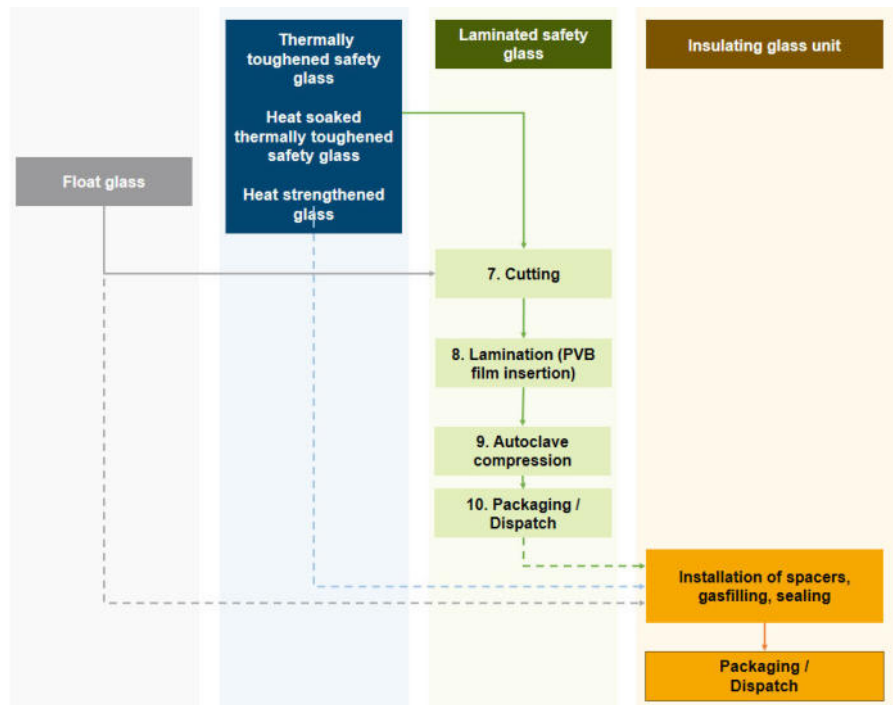 Thermally
toughened safety
glass
Heat soaked
thermally toughened
safety glass
Heat strengthened
glass
Laminated safety
glass
Insulating glass unit
Float glass
7. Cutting
8. Lamination (PVB
film insertion)
9. Autoclave
compression
10. Packaging /
Dispatch
Installation of spacers,
gasfilling, sealing
Packaging /
Dispatch